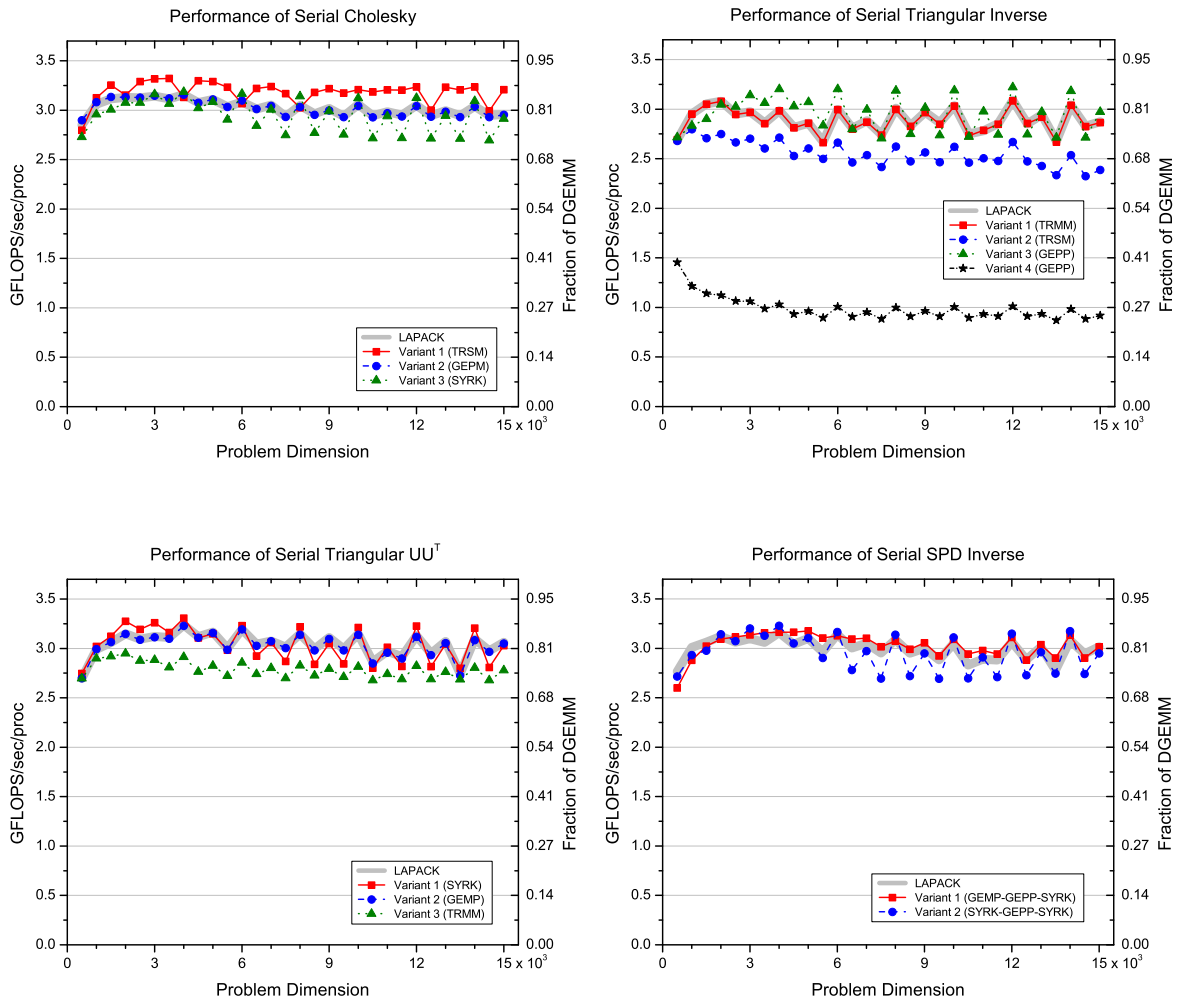 Performance of Serial Cholesky
GFLOPS/sec/proc
3.5
3.0
2.5
2.0
1.5
1.0
0.5
0.0
0.95
0.81
0.68
0.54
0.41
0.27
0.14
0.00
Fraction of DGEMM
LAPACK
Variant 1 (TRSM)
Variant 2 (GEPM)
Variant 3 (SYRK)
0 3 6 9 12 15 x 10³
Problem Dimension
Performance of Serial Triangular Inverse
GFLOPS/sec/proc
3.5
3.0
2.5
2.0
1.5
1.0
0.5
0.0
0.95
0.81
0.68
0.54
0.41
0.27
0.14
0.00
Fraction of DGEMM
LAPACK
Variant 1 (TRMM)
Variant 2 (TRSM)
Variant 3 (GEPP)
Variant 4 (GEPP)
0 3 6 9 12 15 x 10³
Problem Dimension
Performance of Serial Triangular UUᵀ
GFLOPS/sec/proc
3.5
3.0
2.5
2.0
1.5
1.0
0.5
0.0
0.95
0.81
0.68
0.54
0.41
0.27
0.14
0.00
Fraction of DGEMM
LAPACK
Variant 1 (SYRK)
Variant 2 (GEMP)
Variant 3 (TRMM)
0 3 6 9 12 15 x 10³
Problem Dimension
Performance of Serial SPD Inverse
GFLOPS/sec/proc
3.5
3.0
2.5
2.0
1.5
1.0
0.5
0.0
0.95
0.81
0.68
0.54
0.41
0.27
0.14
0.00
Fraction of DGEMM
LAPACK
Variant 1 (GEMP-GEPP-SYRK)
Variant 2 (SYRK-GEPP-SYRK)
0 3 6 9 12 15 x 10³
Problem Dimension